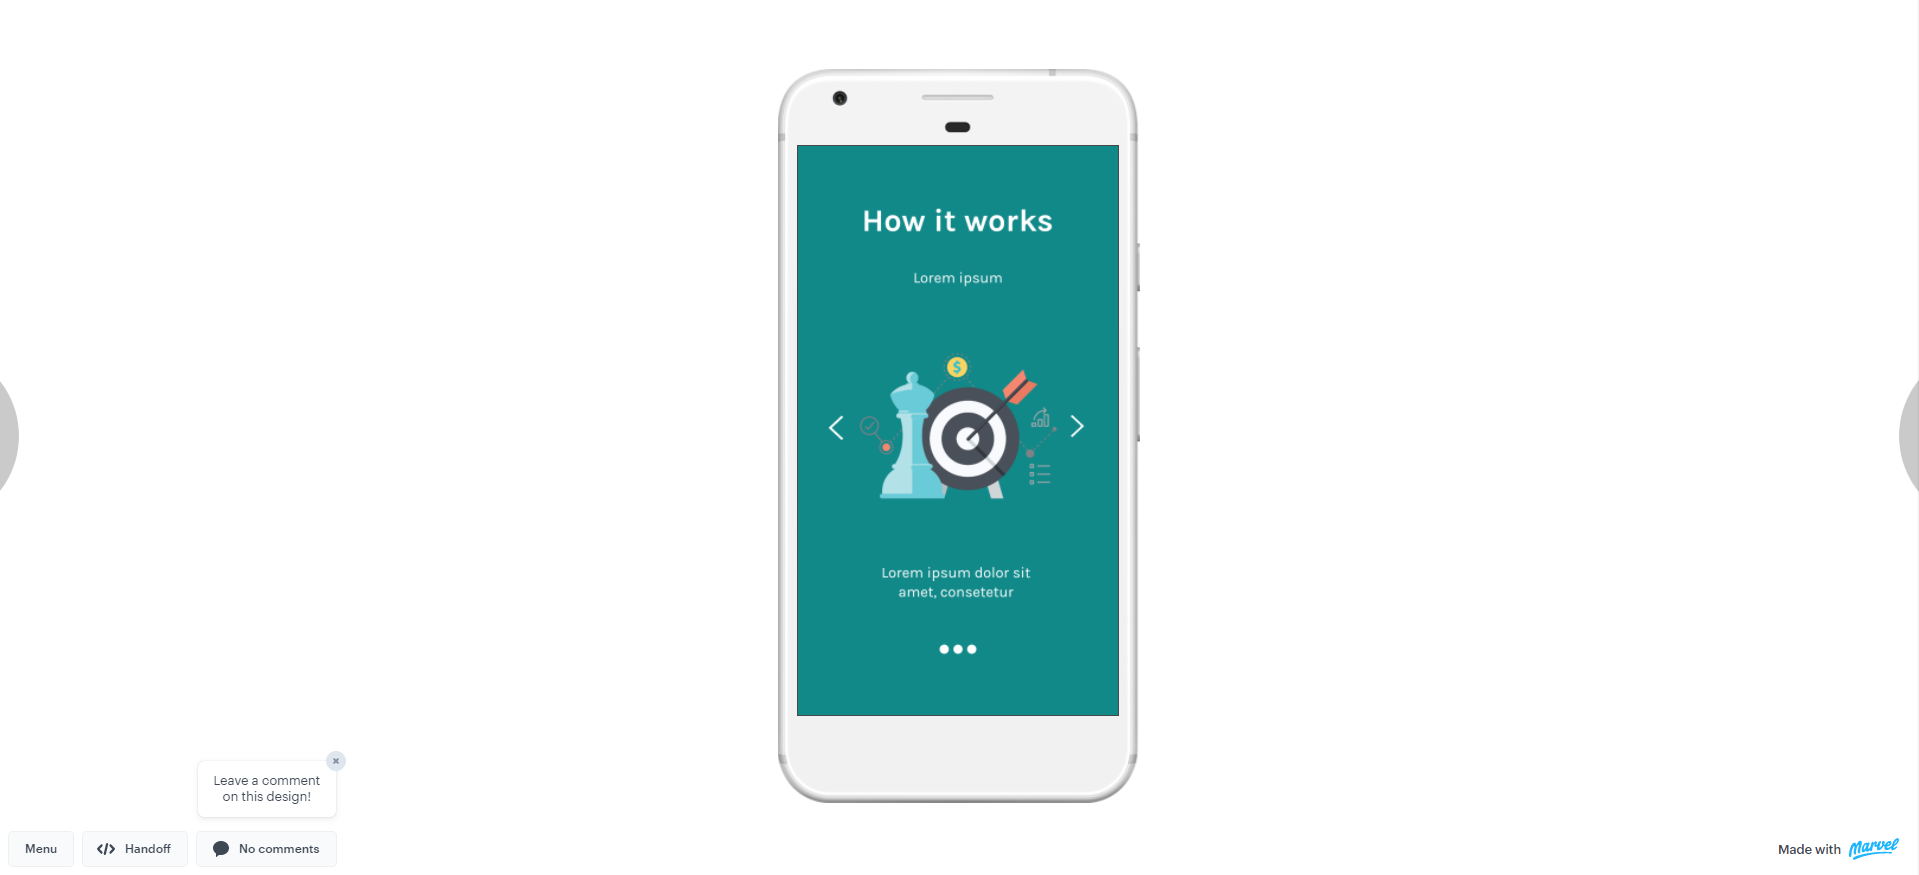 How it works
Lorem ipsum
$
Lorem ipsum dolor sit
amet, consetetur
Leave a comment
on this design!
Menu
Handoff
No comments
Made with Marvel